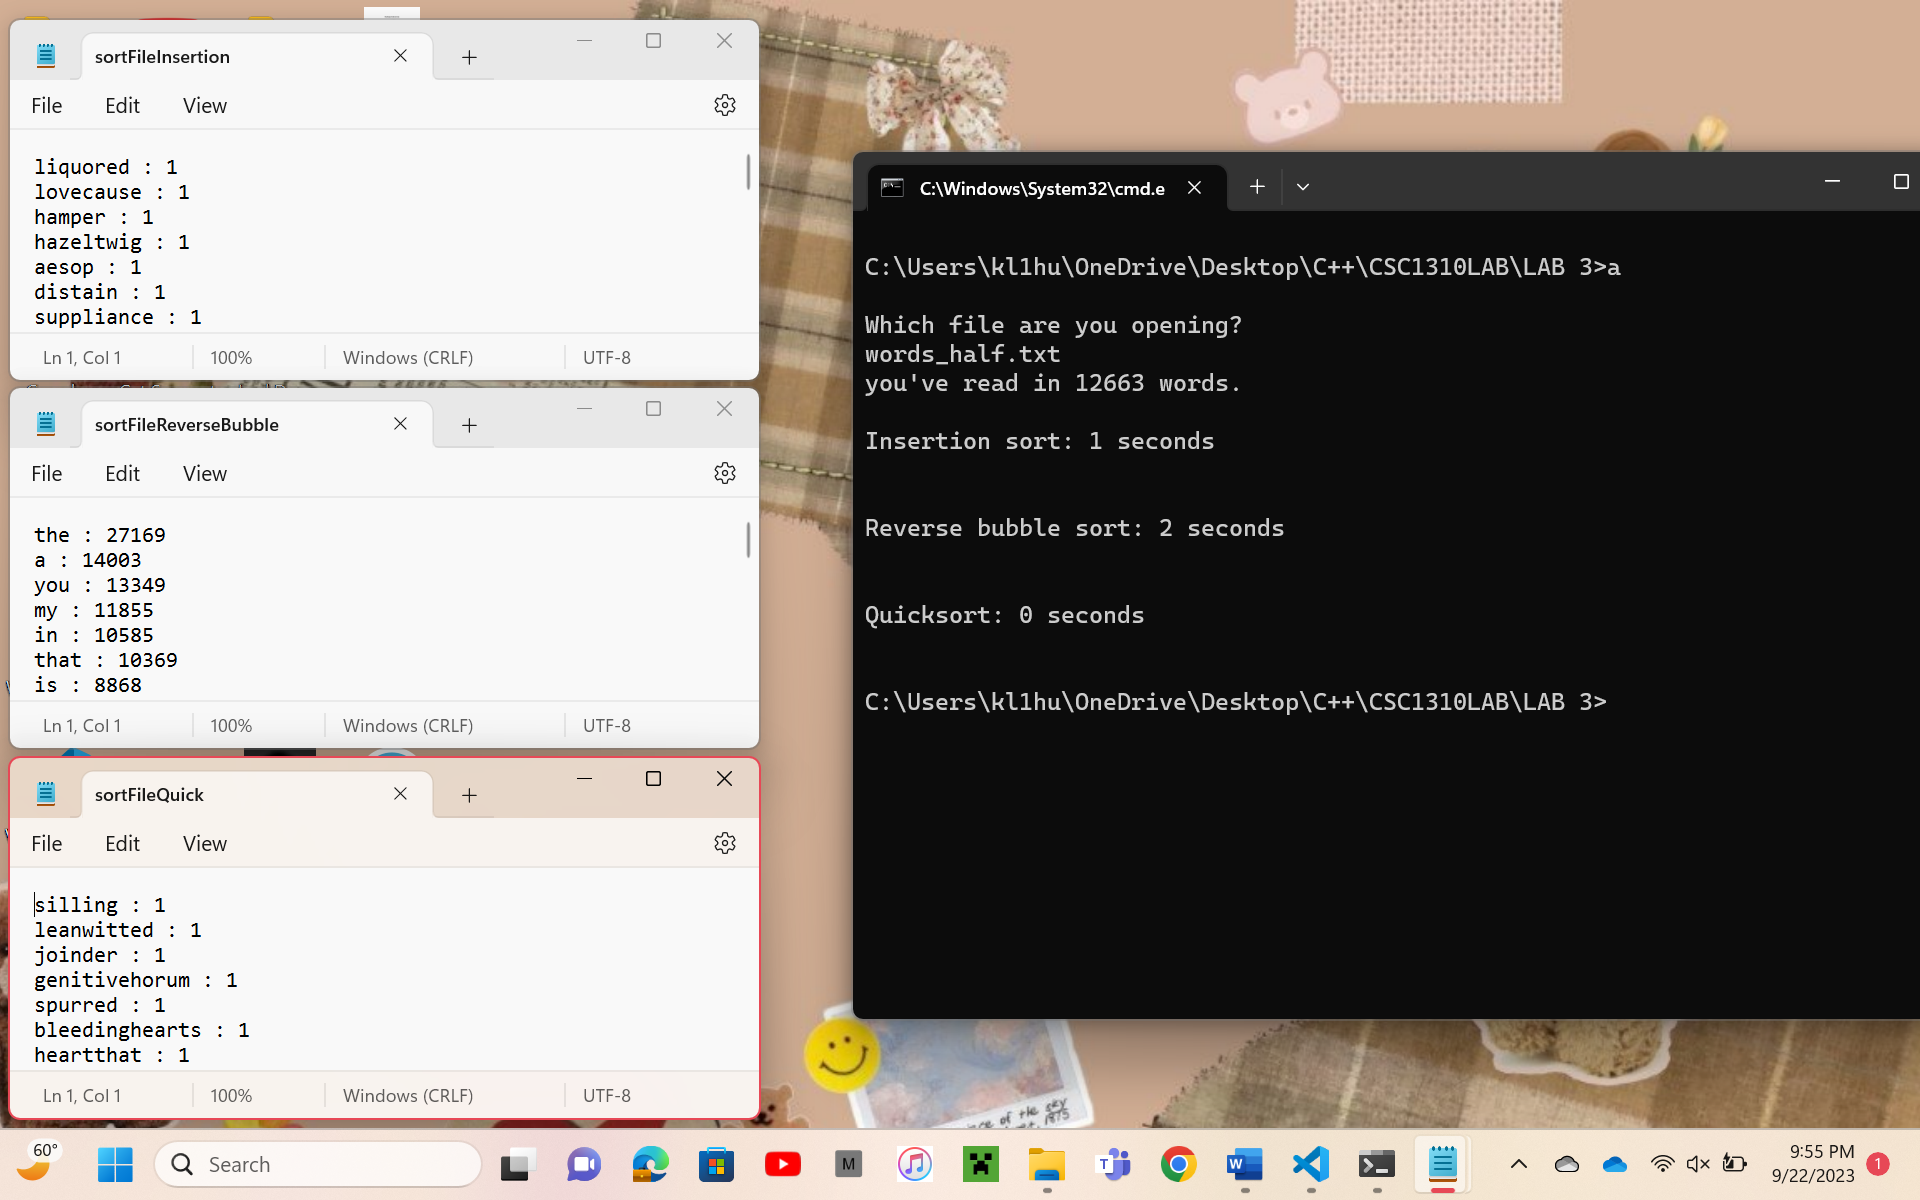 sortFileInsertion
File Edit View
liquored : 1
lovecause : 1
hamper : 1
hazeltwig : 1
aesop : 1
distain : 1
suppliance : 1
Ln 1, Col 1 100% Windows (CRLF) UTF-8
sortFileReverseBubble
File Edit View
the : 27169
a : 14003
you : 13349
my : 11855
in : 10585
that : 10369
is : 8868
Ln 1, Col 1 100% Windows (CRLF) UTF-8
sortFileQuick
File Edit View
silling : 1
leanwitted : 1
joinder : 1
genitivehorum : 1
spurred : 1
bleedinghearts : 1
heartthat : 1
Ln 1, Col 1 100% Windows (CRLF) UTF-8
C:\Windows\System32\cmd.e
C:\Users\kl1hu\OneDrive\Desktop\C++\CSC1310LAB\LAB 3>a
Which file are you opening?
words_half.txt
you've read in 12663 words.
Insertion sort: 1 seconds
Reverse bubble sort: 2 seconds
Quicksort: 0 seconds
C:\Users\kl1hu\OneDrive\Desktop\C++\CSC1310LAB\LAB 3>
of the sky
1875
60°
Search
M
T
W
9:55 PM
9/22/2023
1